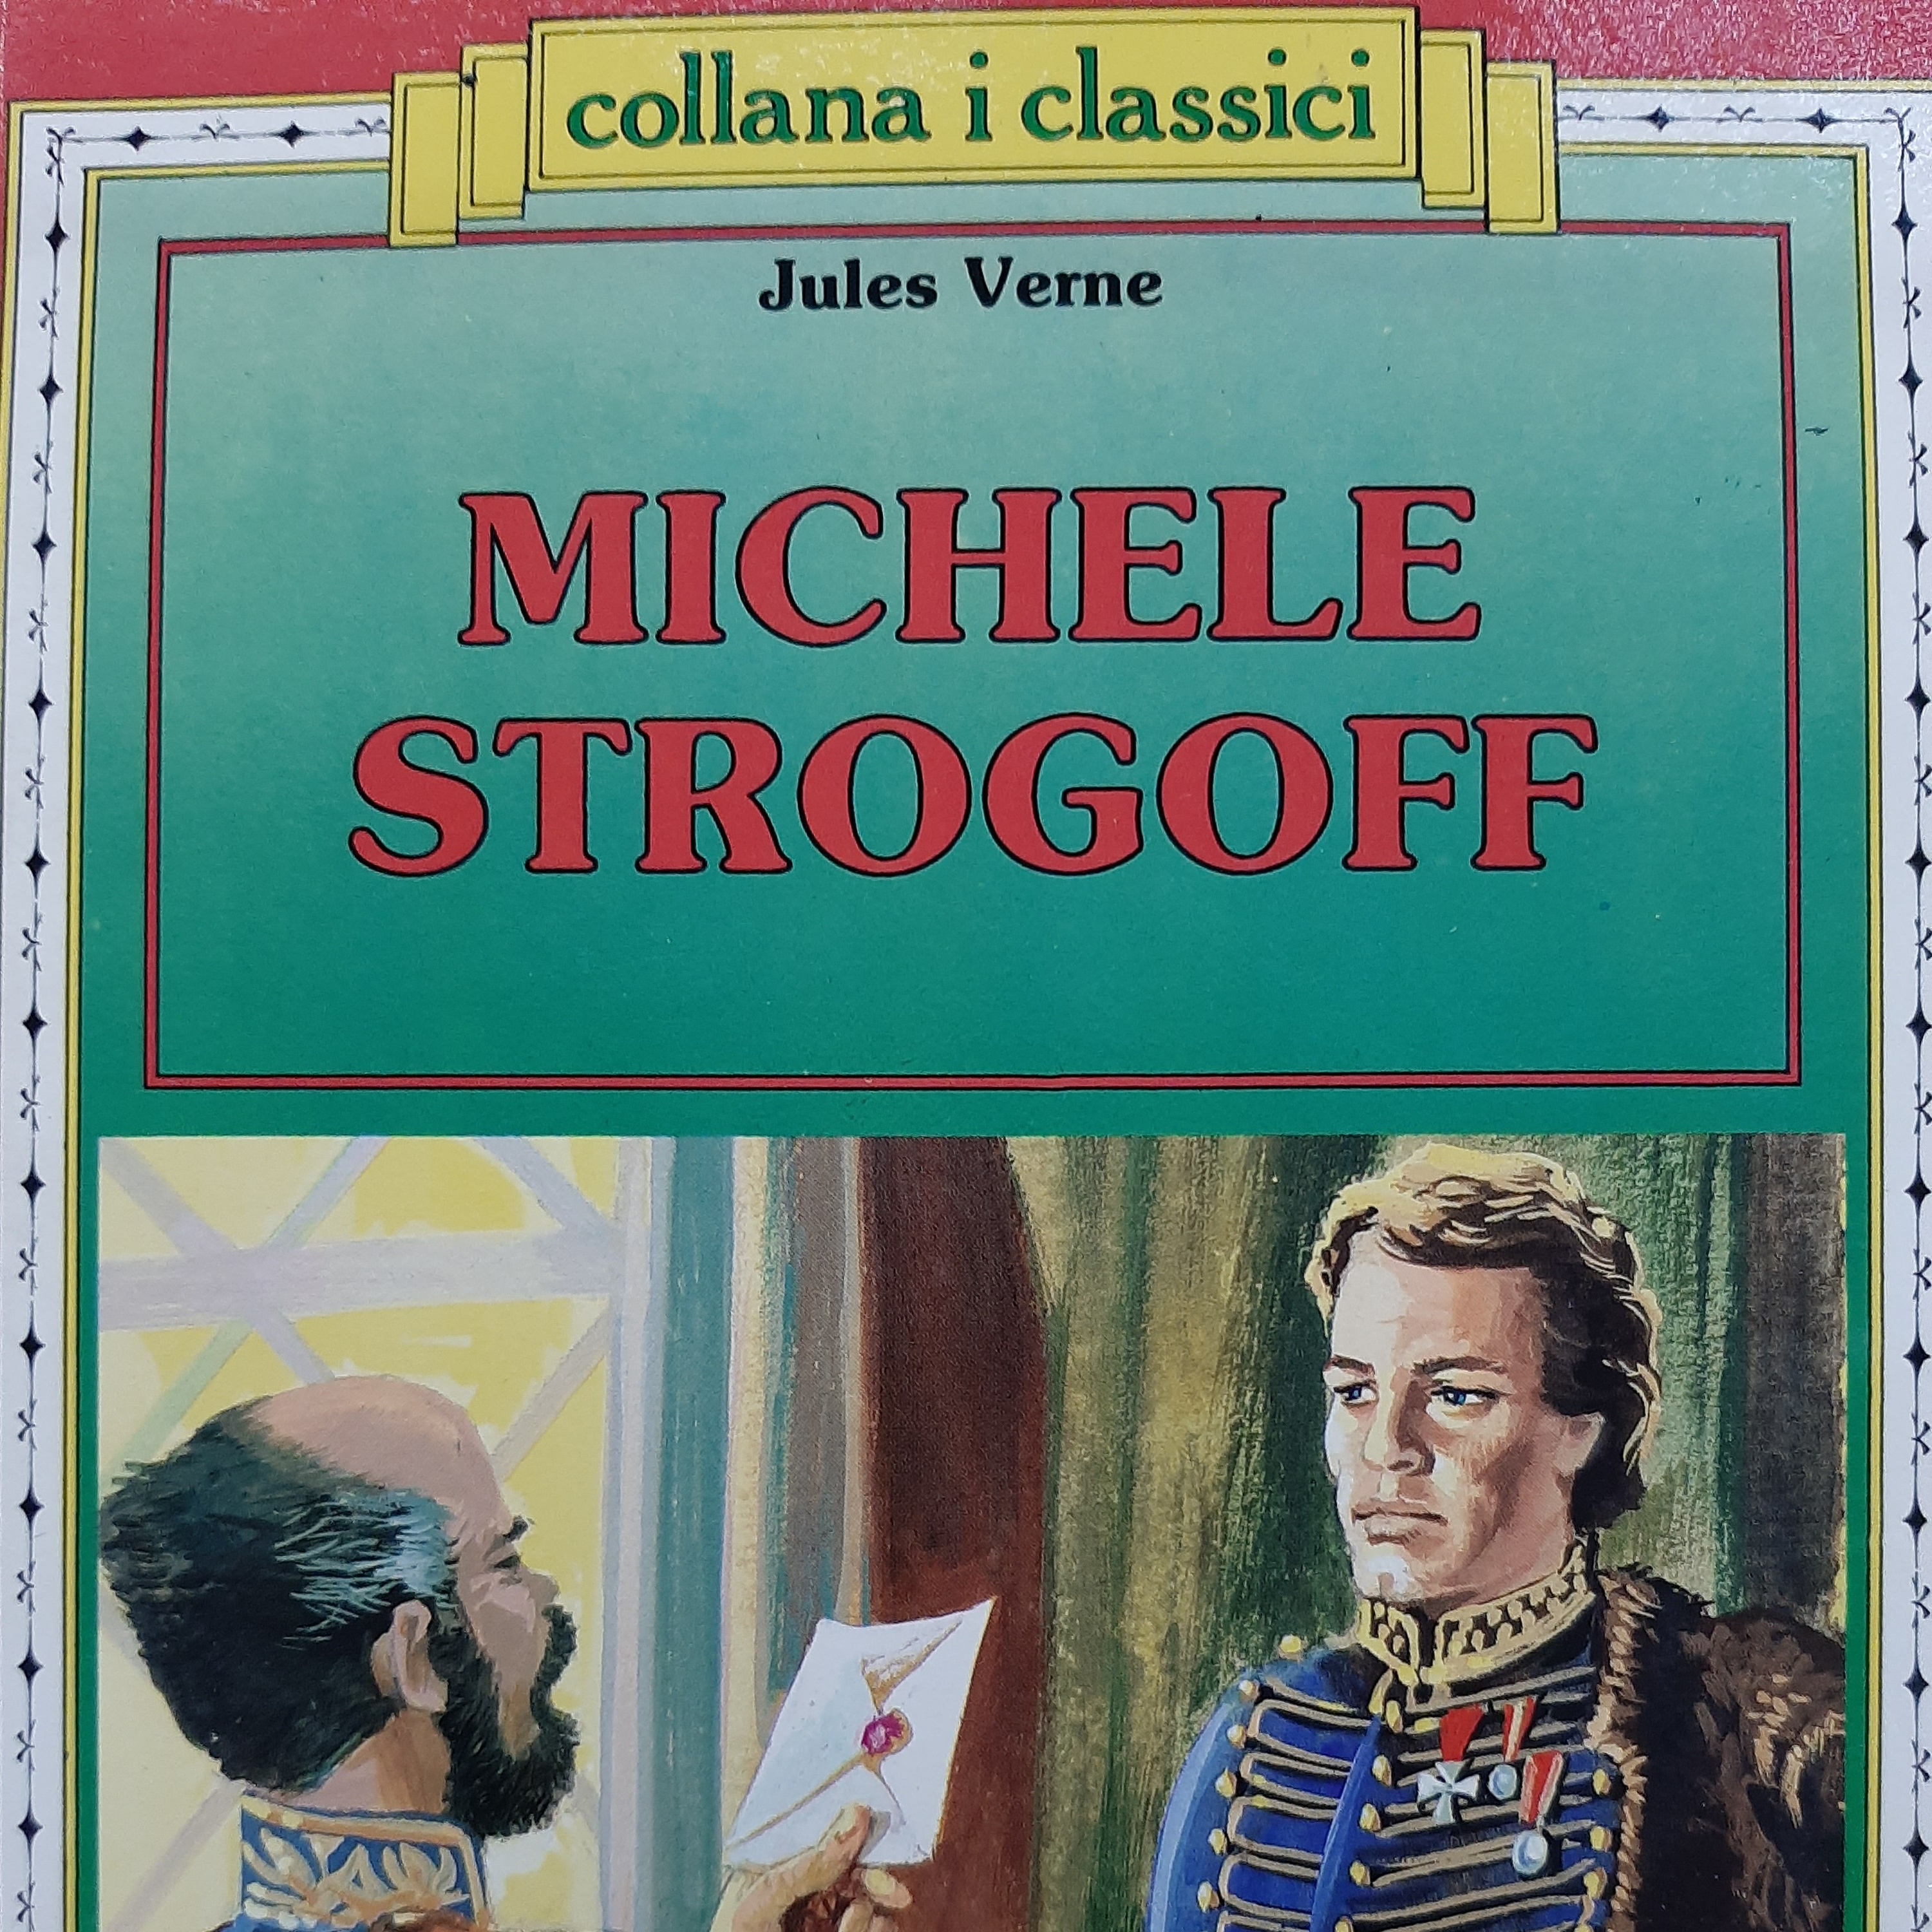 collana i classici
Jules Verne
MICHELE
STROGOFF